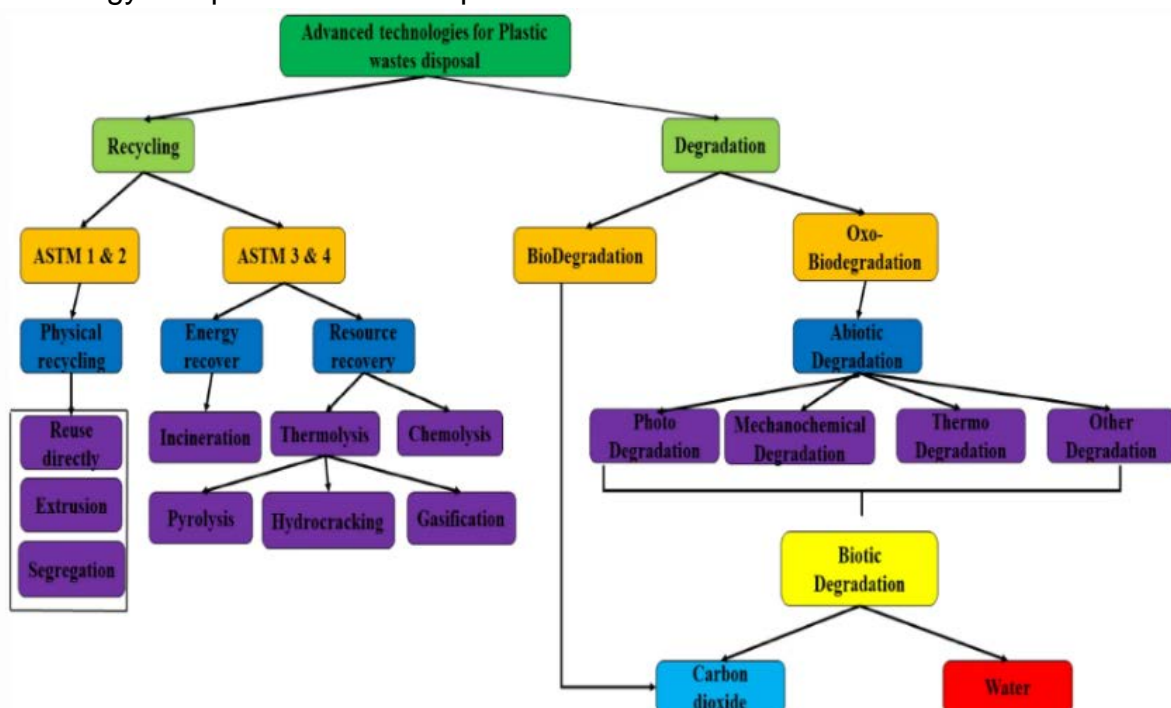 Advanced technologies for Plastic
wastes disposal
Recycling
Degradation
ASTM 1 & 2
ASTM 3 & 4
BioDegradation
Oxo-
Biodegradation
Physical
recycling
Energy
recover
Resource
recovery
Abiotic
Degradation
Reuse
directly
Extrusion
Segregation
Incineration
Thermolysis
Chemolysis
Pyrolysis
Hydrocracking
Gasification
Photo
Degradation
Mechanochemical
Degradation
Thermo
Degradation
Other
Degradation
Biotic
Degradation
Carbon
dioxide
Water